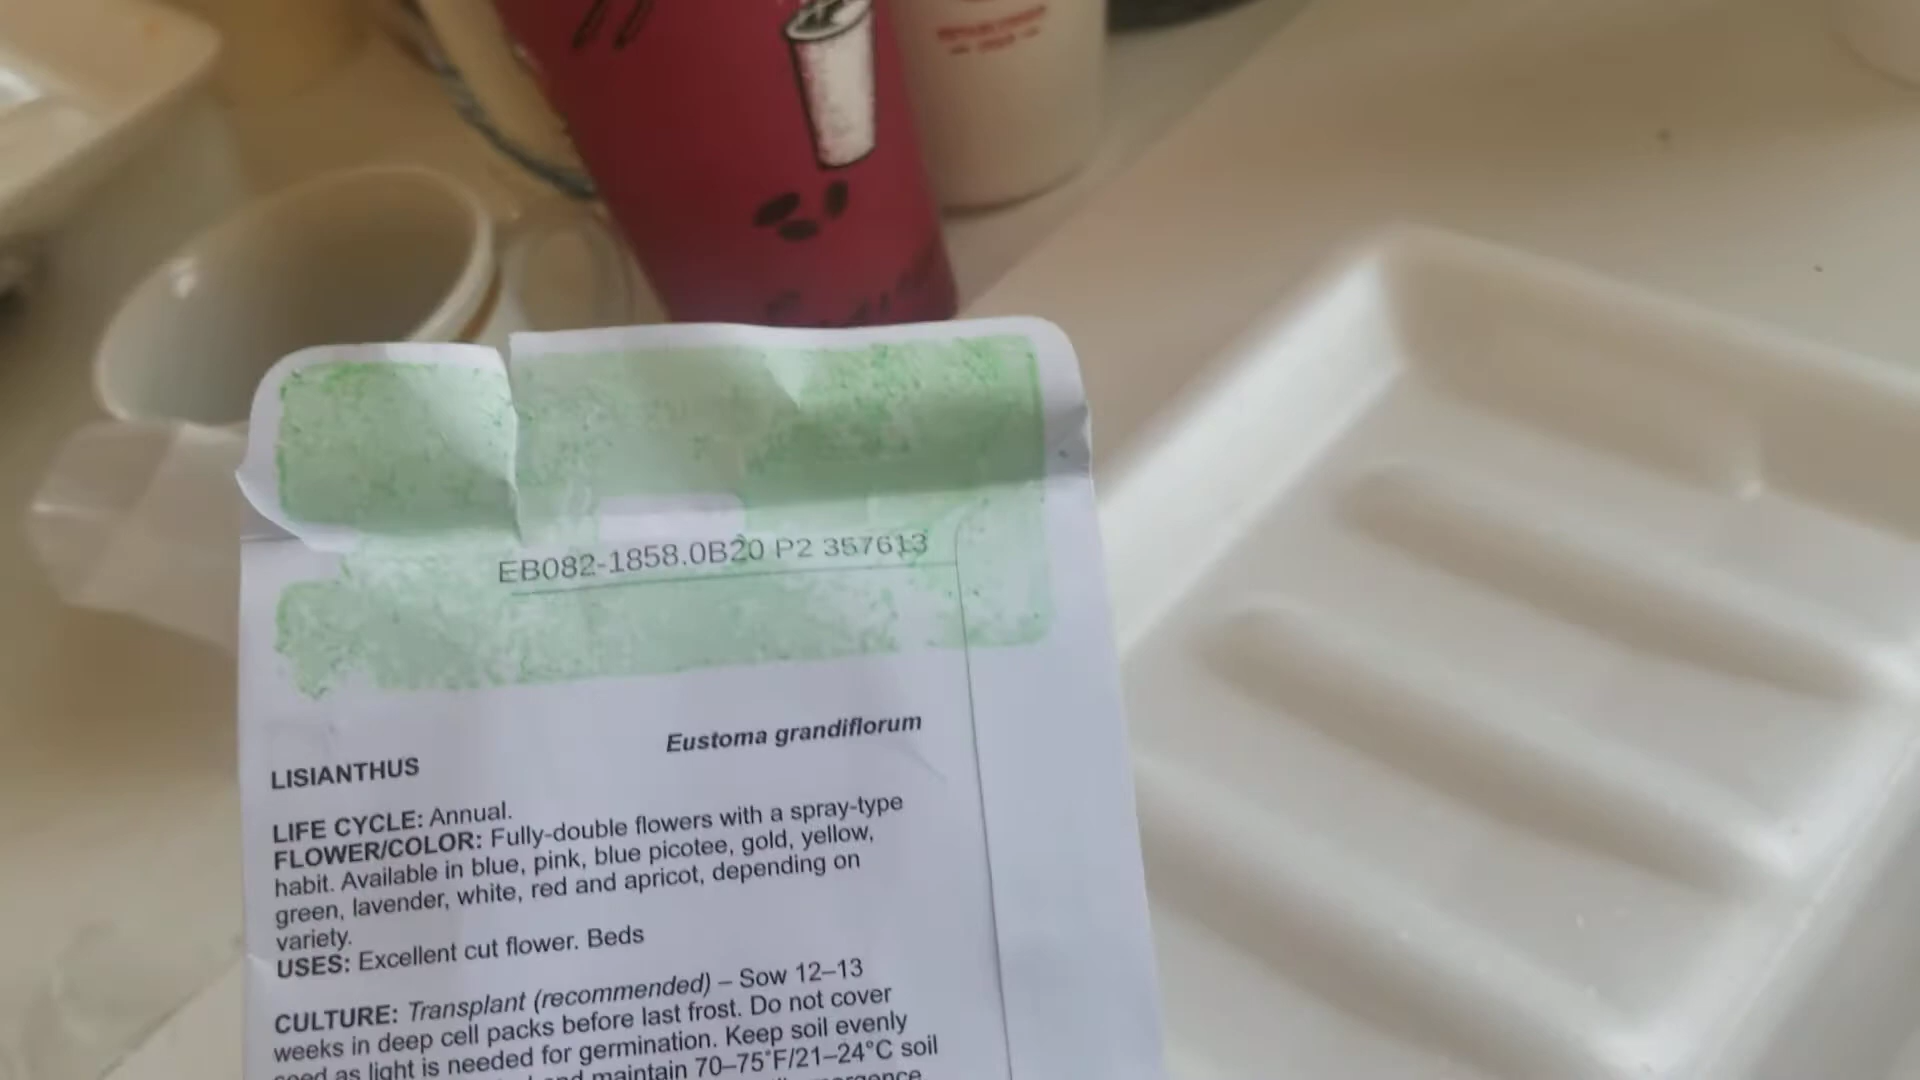 EB082-1858.0B20 P2 357613
Eustoma grandiflorum
LISIANTHUS
LIFE CYCLE: Annual.
FLOWER/COLOR: Fully-double flowers with a spray-type
habit. Available in blue, pink, blue picotee, gold, yellow,
green, lavender, white, red and apricot, depending on
variety.
USES: Excellent cut flower. Beds
CULTURE: Transplant (recommended) – Sow 12–13
weeks in deep cell packs before last frost. Do not cover
seed as light is needed for germination. Keep soil evenly
maintain 70–75°F/21–24°C soil